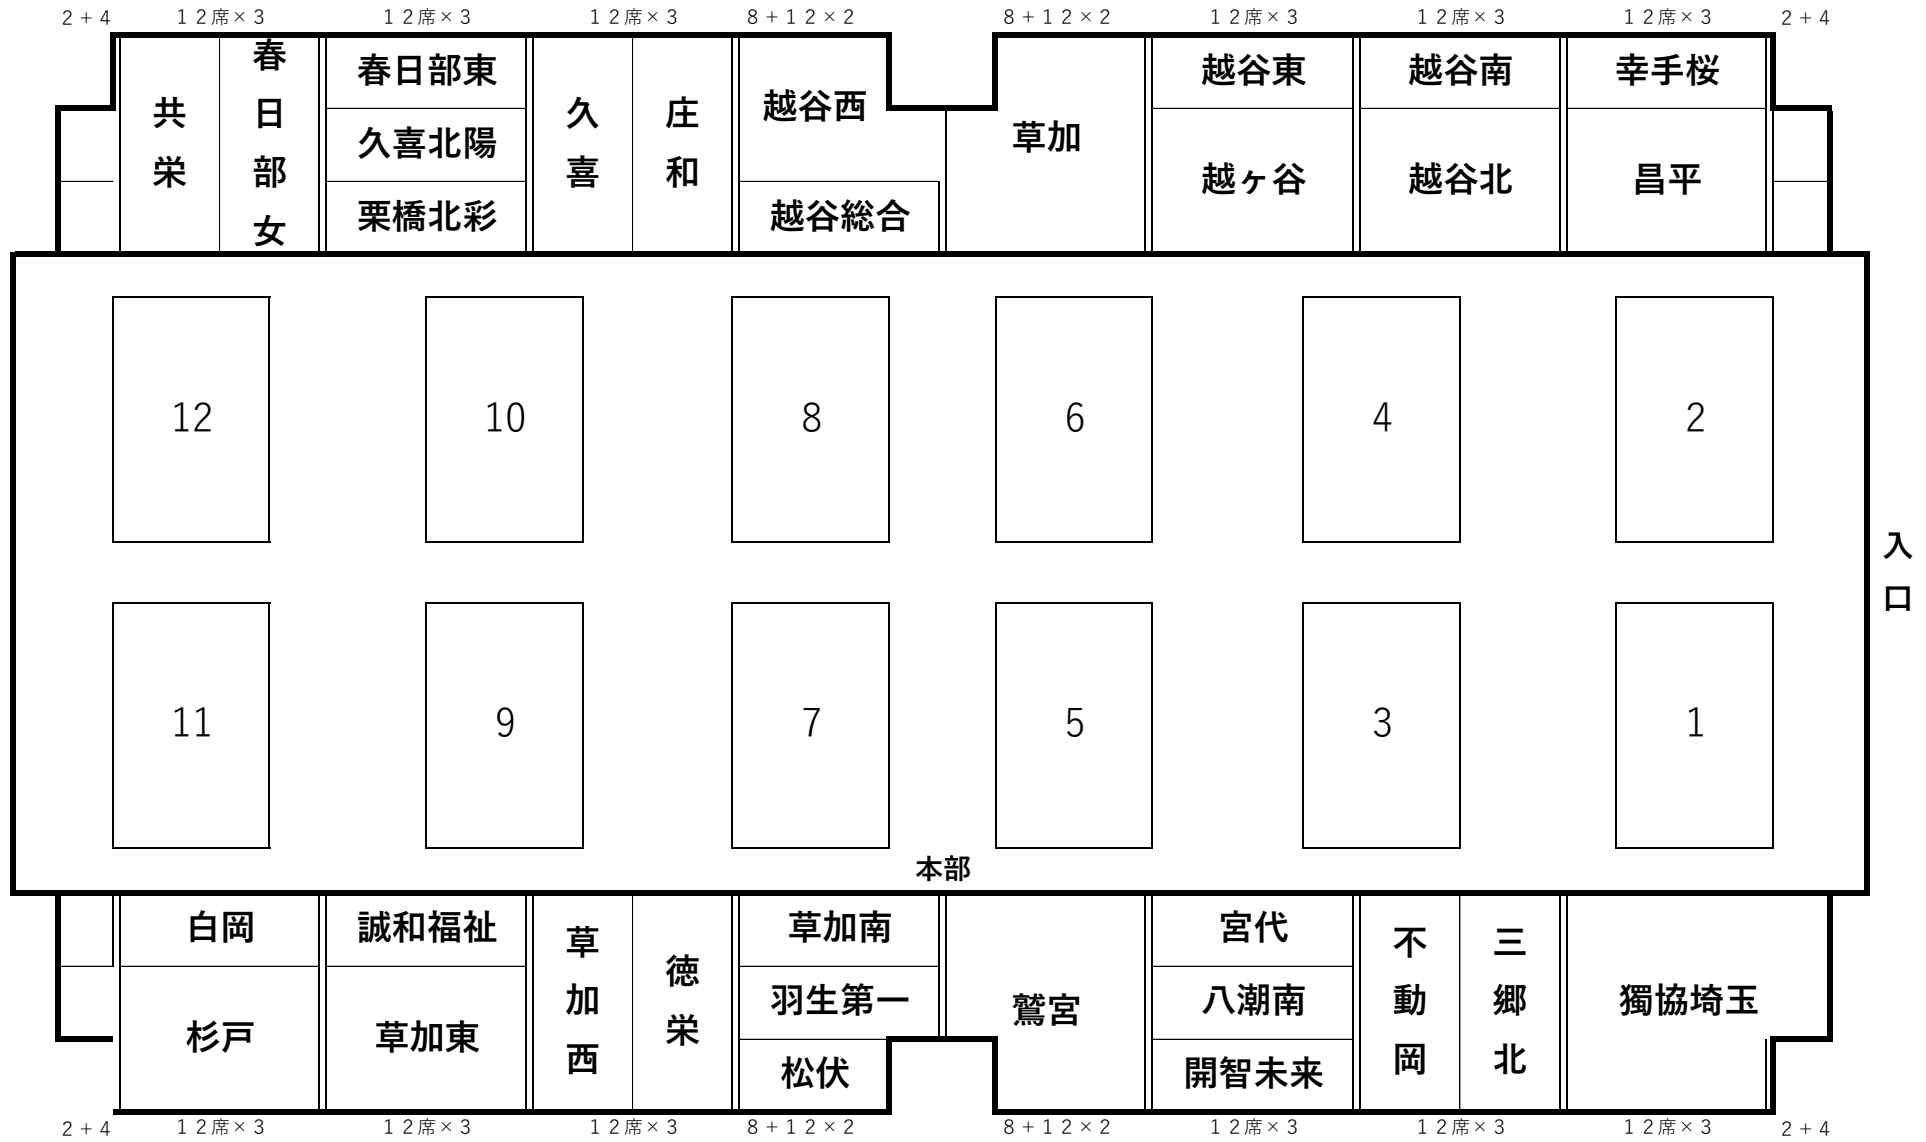 ２＋４ １２席×３ １２席×３ １２席×３ ８＋１２×２ ８＋１２×２ １２席×３ １２席×３ １２席×３ ２＋４
共栄
春日部女
春日部東
久喜北陽
栗橋北彩
久喜
庄和
越谷西
越谷総合
草加
越谷東
越ヶ谷
越谷南
越谷北
幸手桜
昌平
12 10 8 6 4 2
入口
11 9 7 5 3 1
本部
白岡
杉戸
誠和福祉
草加東
草加西
徳栄
草加南
羽生第一
松伏
鷲宮
宮代
八潮南
開智未来
不動岡
三郷北
獨協埼玉
２＋４ １２席×３ １２席×３ １２席×３ ８＋１２×２ ８＋１２×２ １２席×３ １２席×３ １２席×３ ２＋４